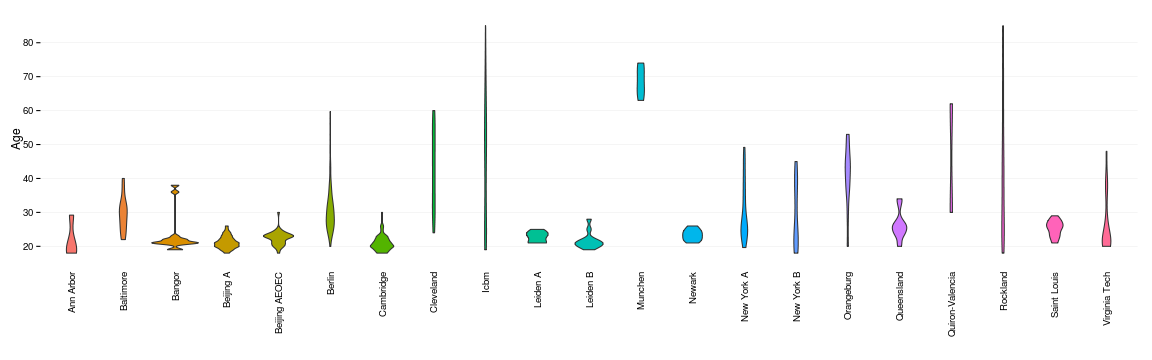 Age
80
70
60
50
40
30
20
Ann Arbor
Baltimore
Bangor
Beijing A
Beijing AEOEC
Berlin
Cambridge
Cleveland
Icbm
Leiden A
Leiden B
Munchen
Newark
New York A
New York B
Orangeburg
Queensland
Quiron-Valencia
Rockland
Saint Louis
Virginia Tech